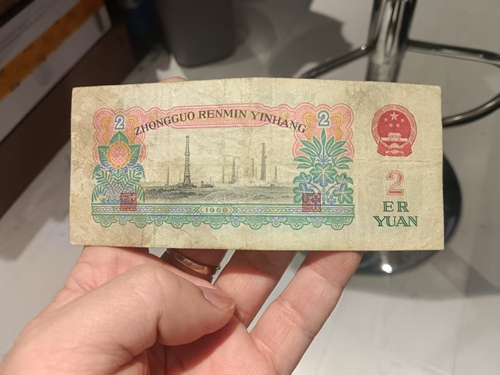 2
ZHONGGUO RENMIN YINHANG
2
1960
2
ER
YUAN